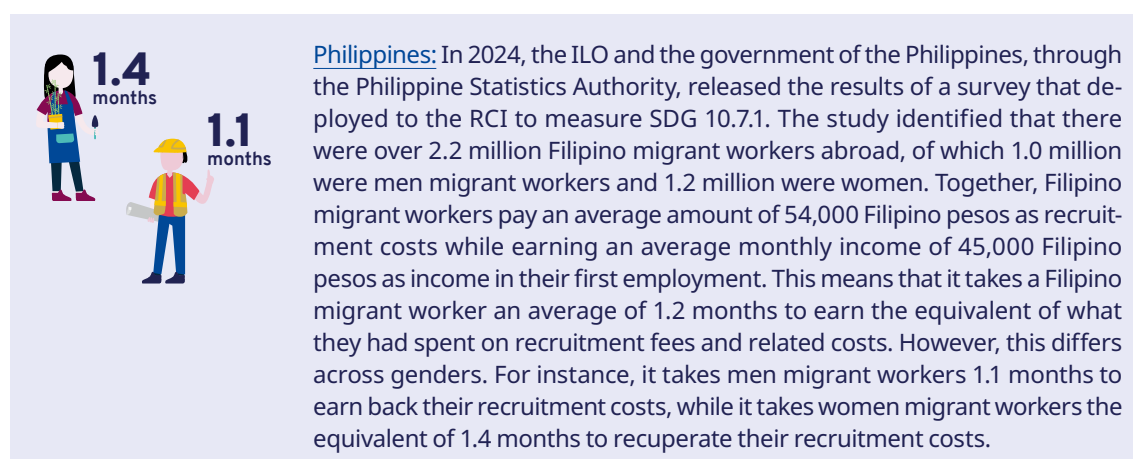 1.4
months
1.1
months
Philippines: In 2024, the ILO and the government of the Philippines, through
the Philippine Statistics Authority, released the results of a survey that de-
ployed to the RCI to measure SDG 10.7.1. The study identified that there
were over 2.2 million Filipino migrant workers abroad, of which 1.0 million
were men migrant workers and 1.2 million were women. Together, Filipino
migrant workers pay an average amount of 54,000 Filipino pesos as recruit-
ment costs while earning an average monthly income of 45,000 Filipino
pesos as income in their first employment. This means that it takes a Filipino
migrant worker an average of 1.2 months to earn the equivalent of what
they had spent on recruitment fees and related costs. However, this differs
across genders. For instance, it takes men migrant workers 1.1 months to
earn back their recruitment costs, while it takes women migrant workers the
equivalent of 1.4 months to recuperate their recruitment costs.